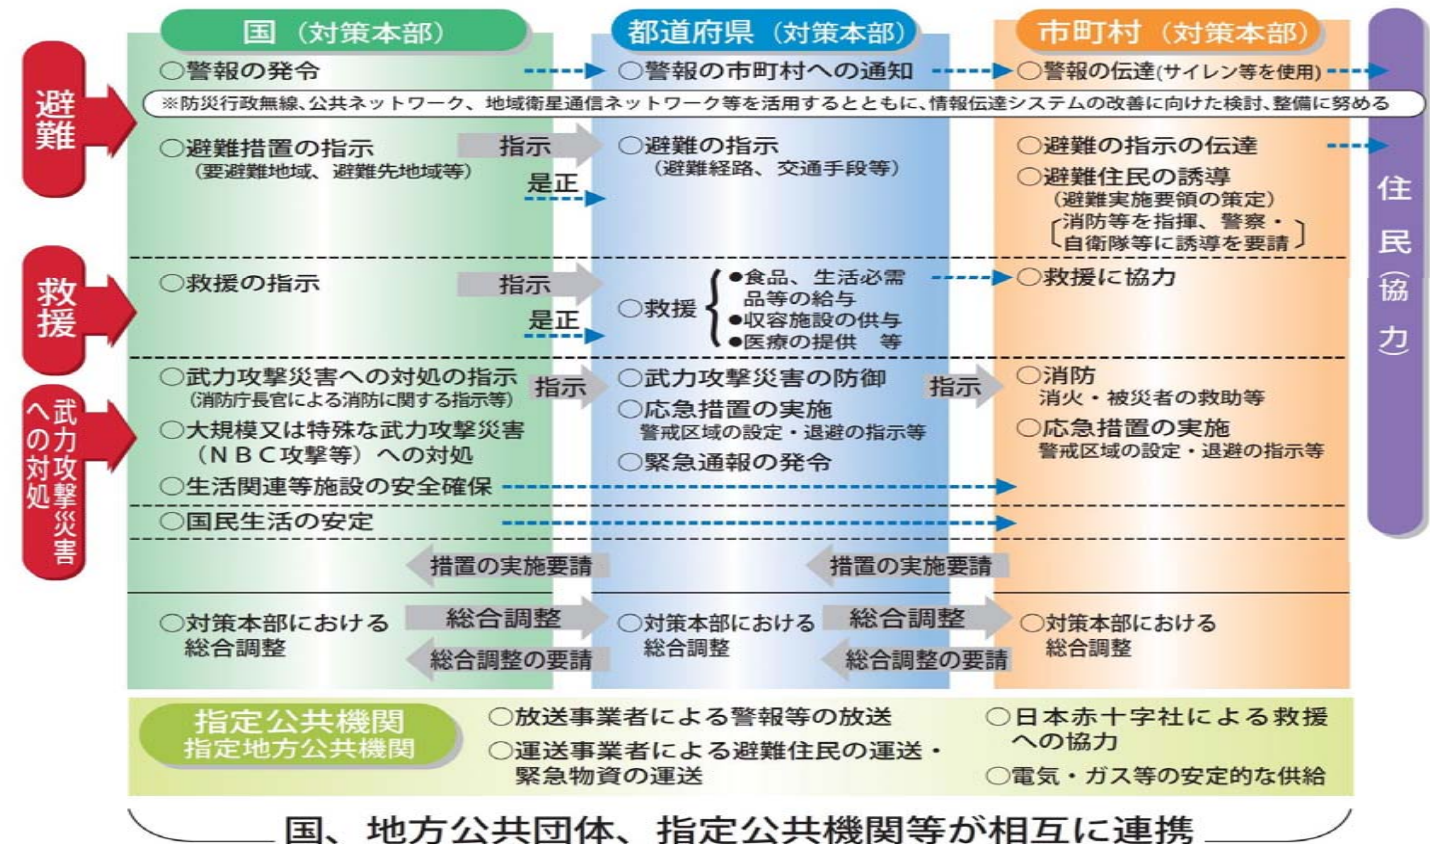 国（対策本部）
都道府県（対策本部）
市町村（対策本部）
避難
○警報の発令
○警報の市町村への通知
○警報の伝達(サイレン等を使用)
※防災行政無線、公共ネットワーク、地域衛星通信ネットワーク等を活用するとともに、情報伝達システムの改善に向けた検討、整備に努める
○避難措置の指示
（要避難地域、避難先地域等）
指示
是正
○避難の指示
（避難経路、交通手段等）
○避難の指示の伝達
○避難住民の誘導
（避難実施要領の策定）
消防等を指揮、警察・
自衛隊等に誘導を要請
住民（協力）
救援
○救援の指示
指示
是正
○救援
●食品、生活必需
品等の給与
●収容施設の供与
●医療の提供　等
○救援に協力
武力攻撃災害
への対処
○武力攻撃災害への対処の指示
（消防庁長官による消防に関する指示等）
○大規模又は特殊な武力攻撃災害
（ＮＢＣ攻撃等）への対処
○生活関連等施設の安全確保
指示
○武力攻撃災害の防御
○応急措置の実施
警戒区域の設定・退避の指示等
○緊急通報の発令
指示
○消防
消火・被災者の救助等
○応急措置の実施
警戒区域の設定・退避の指示等
○国民生活の安定
措置の実施要請
措置の実施要請
○対策本部における
総合調整
総合調整
総合調整の要請
○対策本部における
総合調整
総合調整
総合調整の要請
○対策本部における
総合調整
指定公共機関
指定地方公共機関
○放送事業者による警報等の放送
○運送事業者による避難住民の運送・
緊急物資の運送
○日本赤十字社による救援
への協力
○電気・ガス等の安定的な供給
国、地方公共団体、指定公共機関等が相互に連携